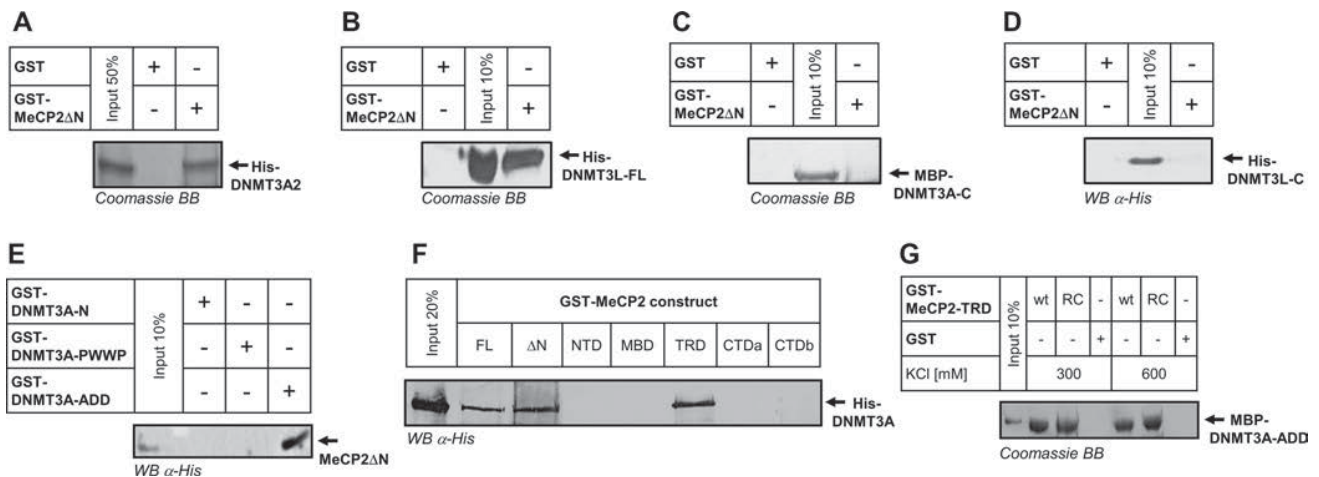 A
GST
GST-
MeCP2ΔN
Input 50%
+ -
- +
His-
DNMT3A2
Coomassie BB
B
GST
GST-
MeCP2ΔN
+ Input 10% -
- +
His-
DNMT3L-FL
Coomassie BB
C
GST
GST-
MeCP2ΔN
+ Input 10% -
- +
MBP-
DNMT3A-C
Coomassie BB
D
GST
GST-
MeCP2ΔN
+ Input 10% -
- +
His-
DNMT3L-C
WB α-His
E
GST-
DNMT3A-N
GST-
DNMT3A-PWWP
GST-
DNMT3A-ADD
Input 10%
+ - -
- + -
- - +
MeCP2ΔN
WB α-His
F
Input 20%
GST-MeCP2 construct
FL ΔN NTD MBD TRD CTDa CTDb
His-
DNMT3A
WB α-His
G
GST-
MeCP2-TRD
Input 10%
wt RC - wt RC -
GST
- - + - - +
KCl [mM]
300 600
MBP-
DNMT3A-ADD
Coomassie BB